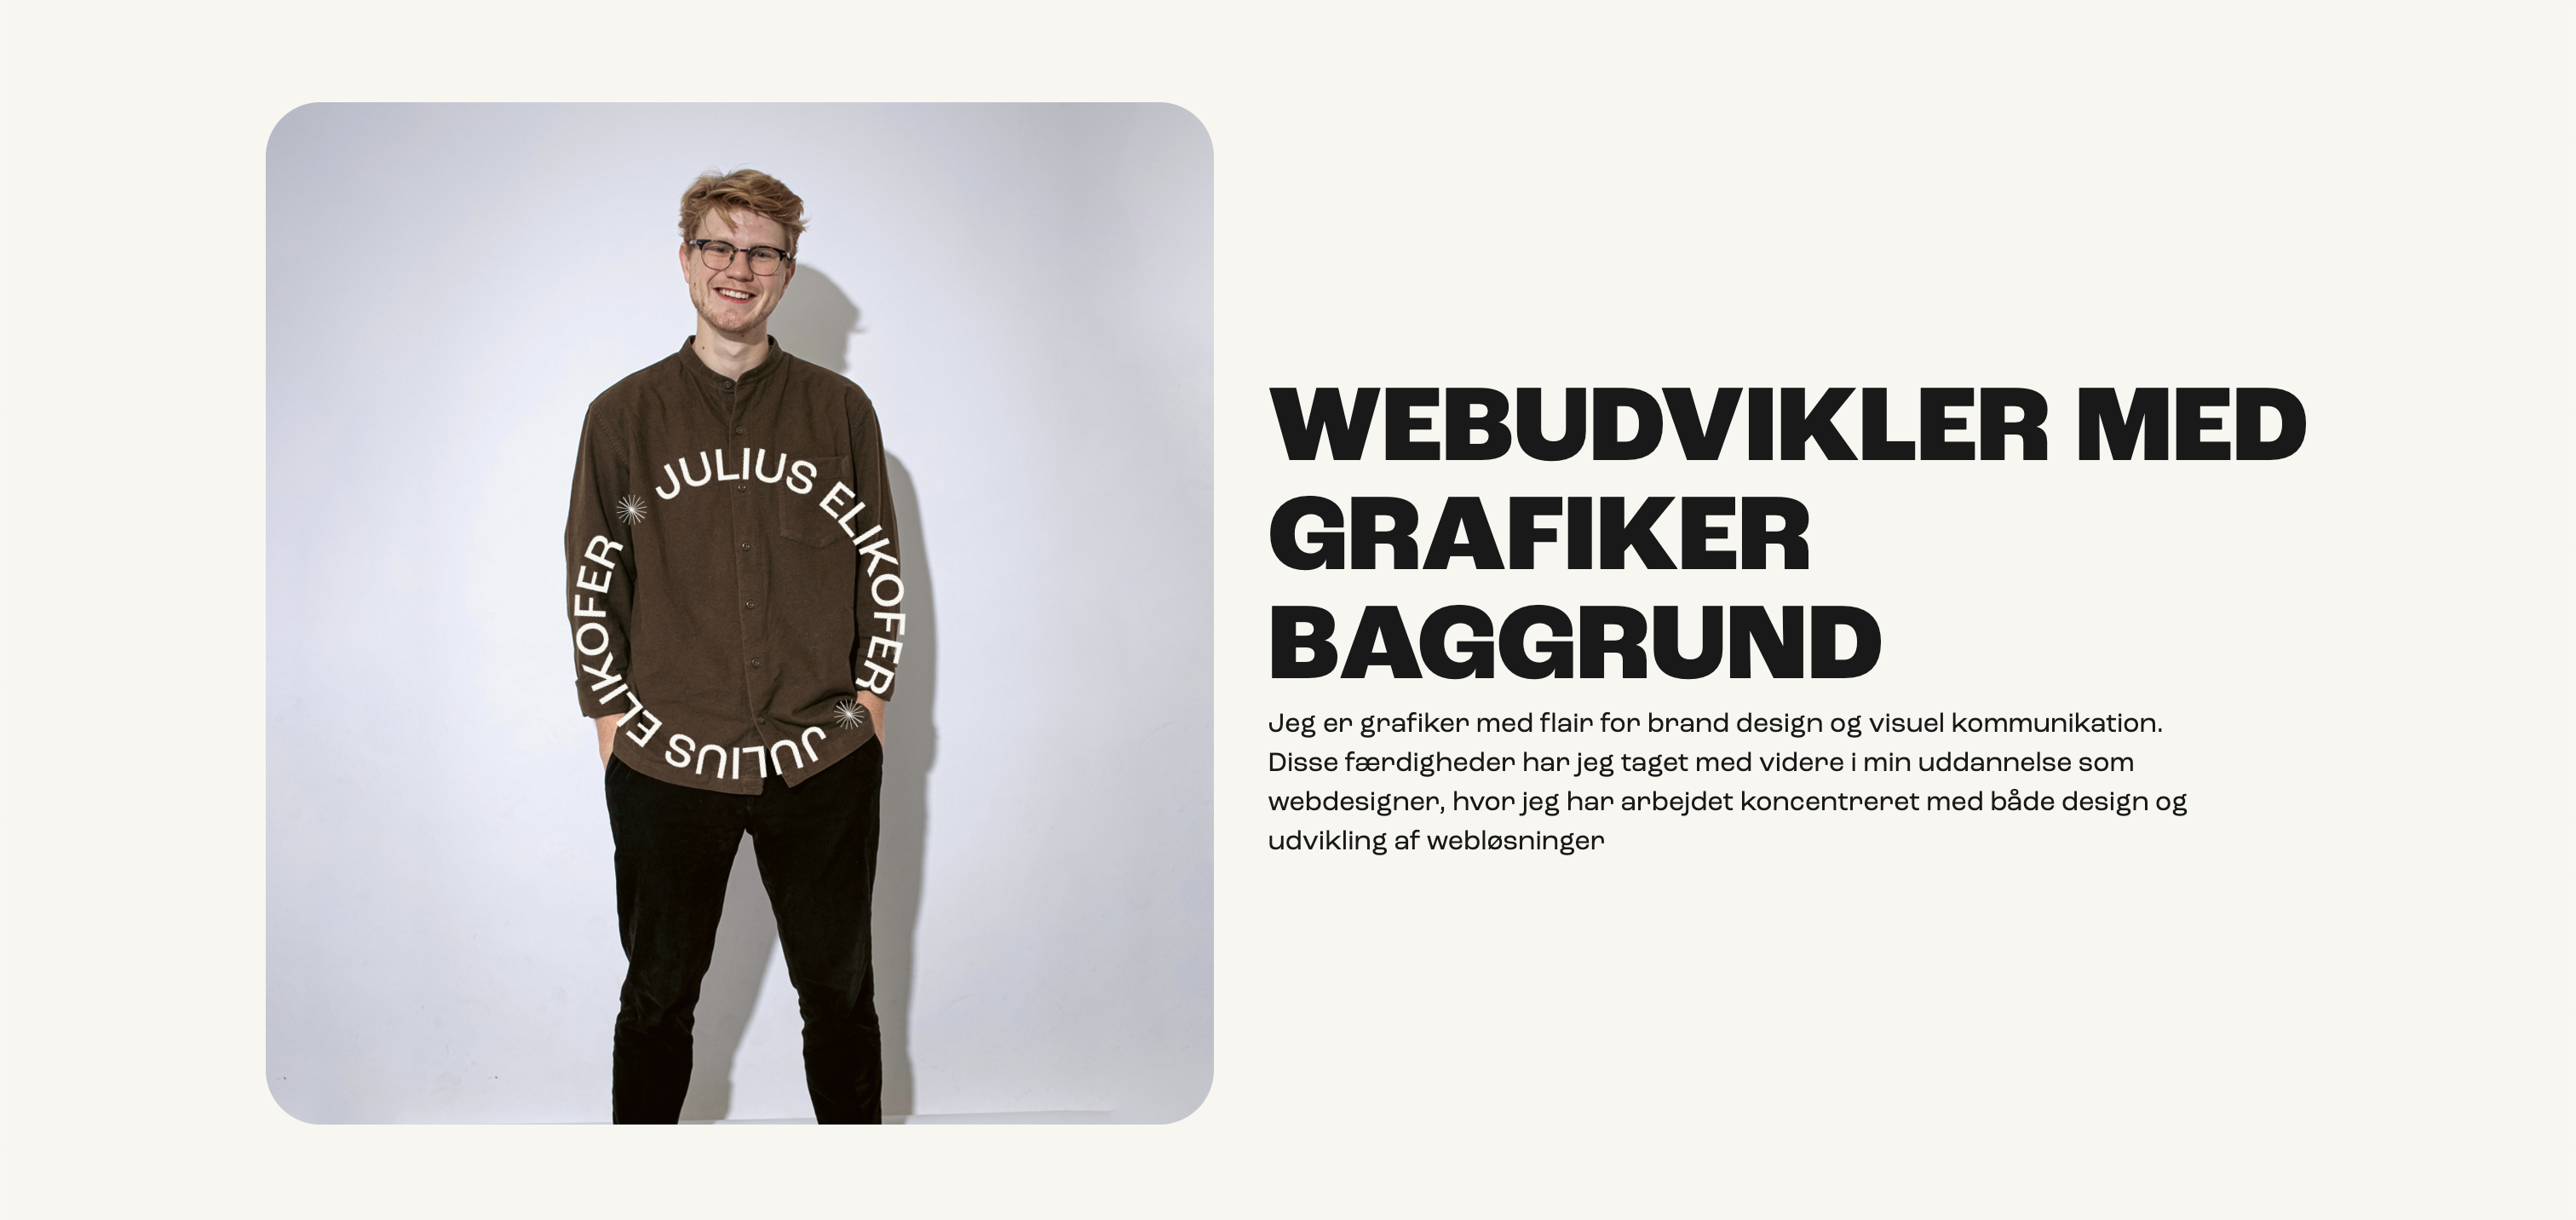 JULIUS ELIKOFER
JULIUS ELIKOFER
WEBUDVIKLER MED
GRAFIKER
BAGGRUND
Jeg er grafiker med flair for brand design og visuel kommunikation.
Disse færdigheder har jeg taget med videre i min uddannelse som
webdesigner, hvor jeg har arbejdet koncentreret med både design og
udvikling af webløsninger